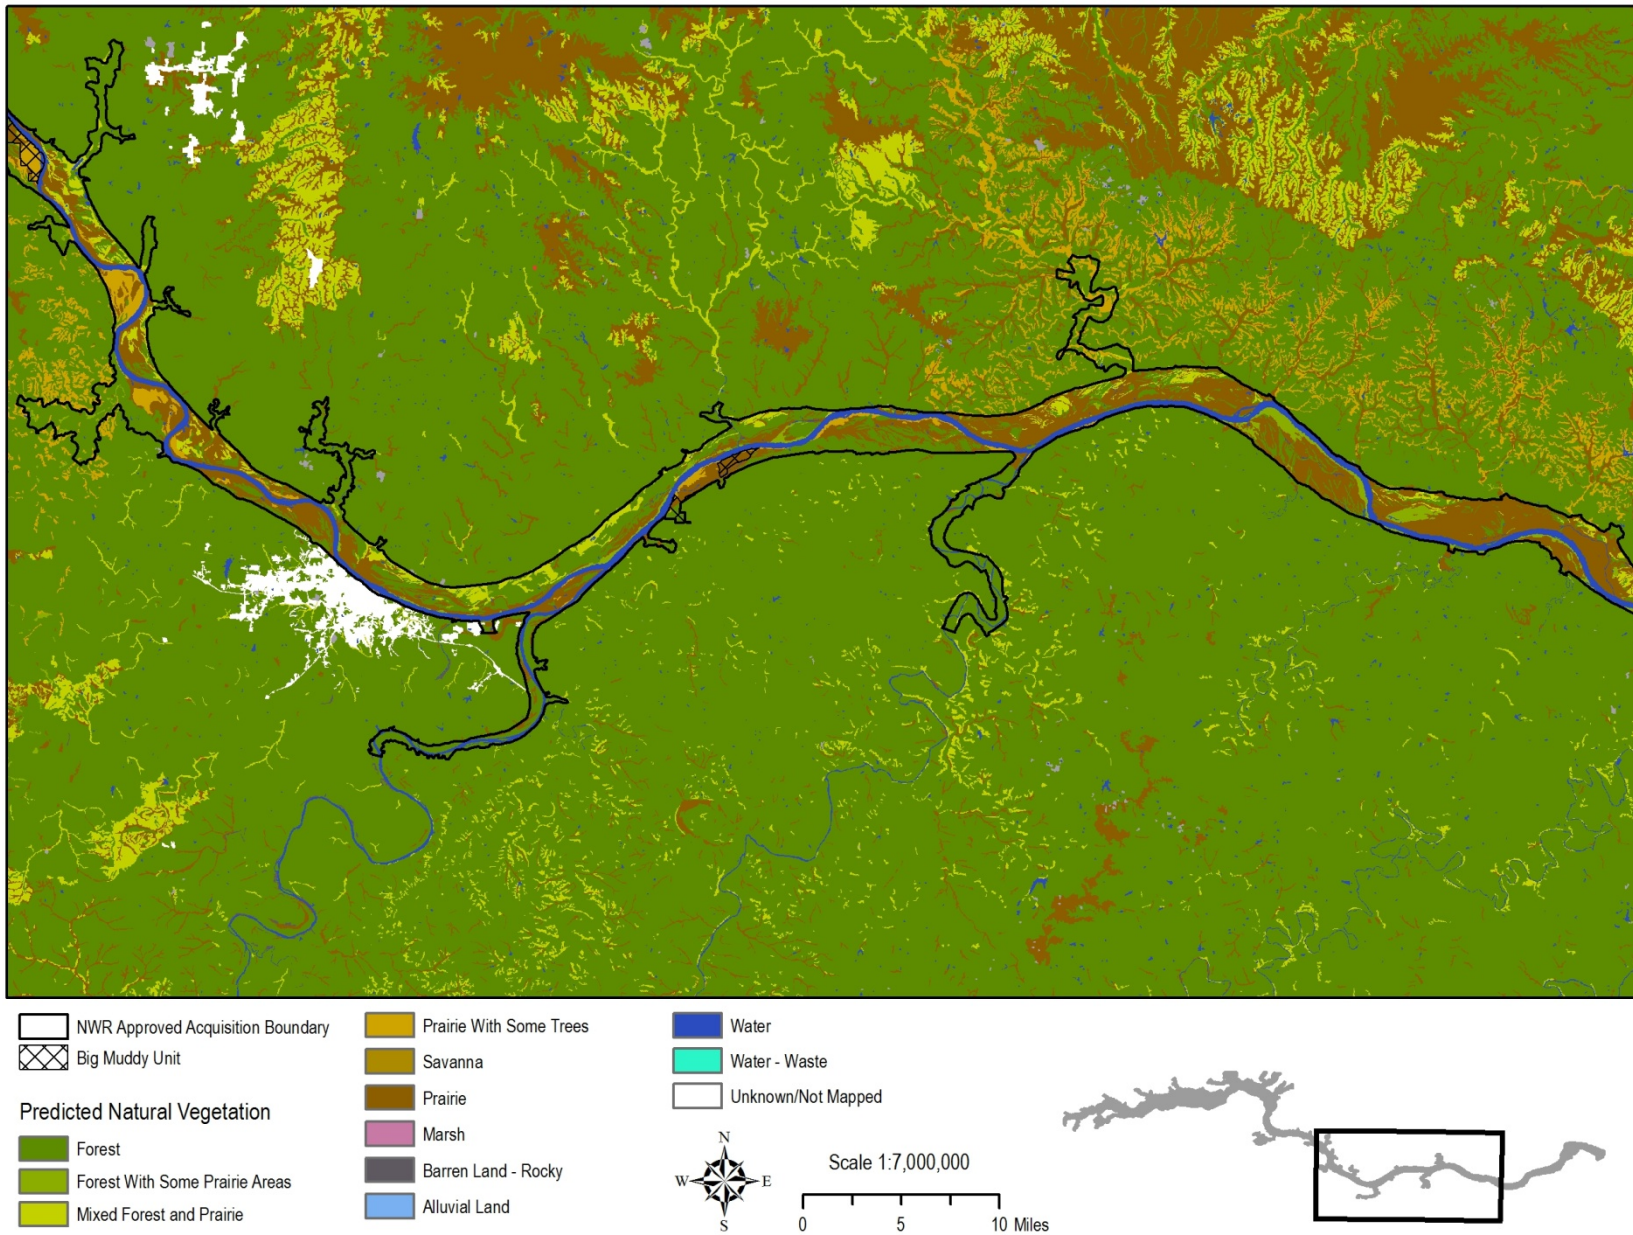 NWR Approved Acquisition Boundary
Big Muddy Unit
Predicted Natural Vegetation
Forest
Forest With Some Prairie Areas
Mixed Forest and Prairie
Prairie With Some Trees
Savanna
Prairie
Marsh
Barren Land - Rocky
Alluvial Land
Water
Water - Waste
Unknown/Not Mapped
N
W E
S
Scale 1:7,000,000
0 5 10 Miles